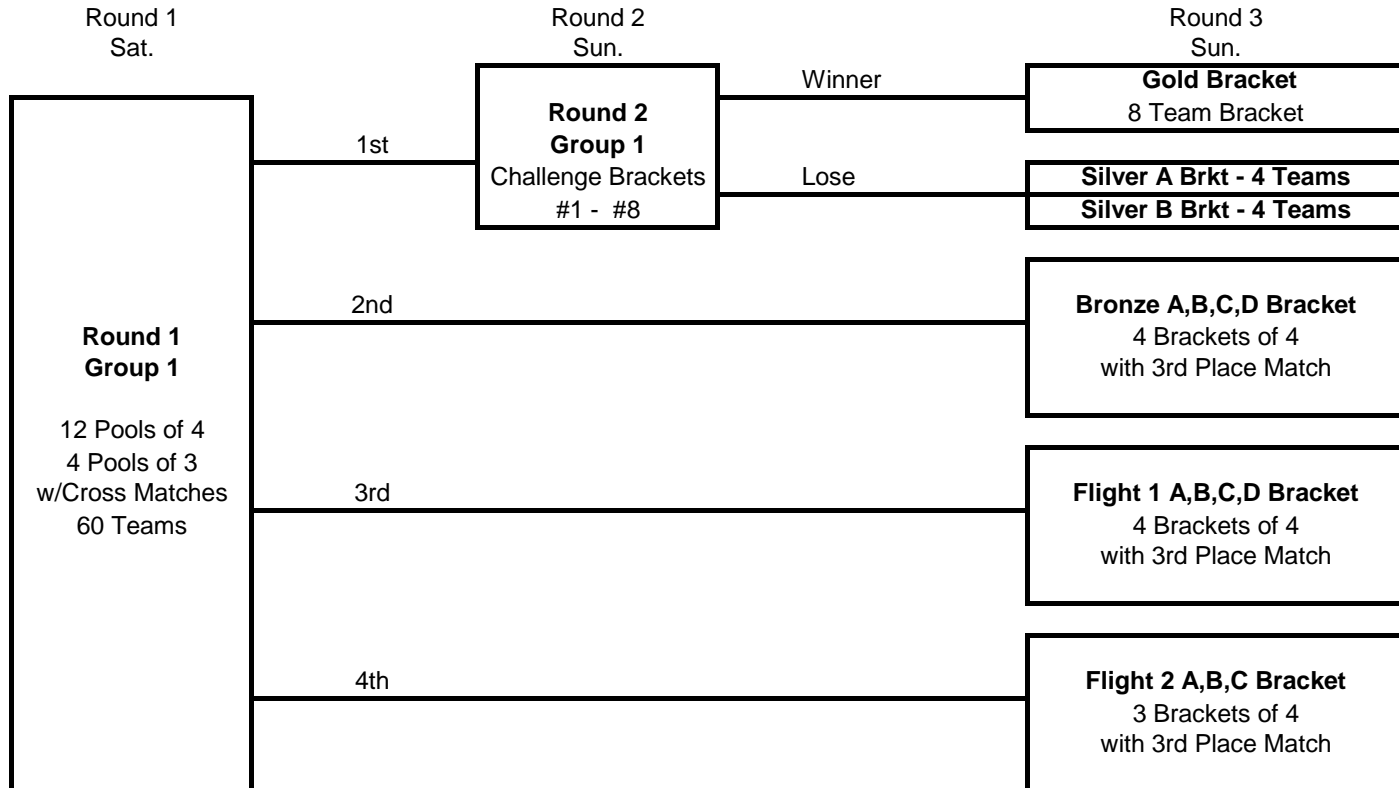 Round 1
Sat.
Round 2
Sun.
Round 3
Sun.
Round 1
Group 1
12 Pools of 4
4 Pools of 3
w/Cross Matches
60 Teams
1st
Round 2
Group 1
Challenge Brackets
#1 - #8
Winner
Gold Bracket
8 Team Bracket
Lose
Silver A Brkt - 4 Teams
Silver B Brkt - 4 Teams
2nd
Bronze A,B,C,D Bracket
4 Brackets of 4
with 3rd Place Match
3rd
Flight 1 A,B,C,D Bracket
4 Brackets of 4
with 3rd Place Match
4th
Flight 2 A,B,C Bracket
3 Brackets of 4
with 3rd Place Match